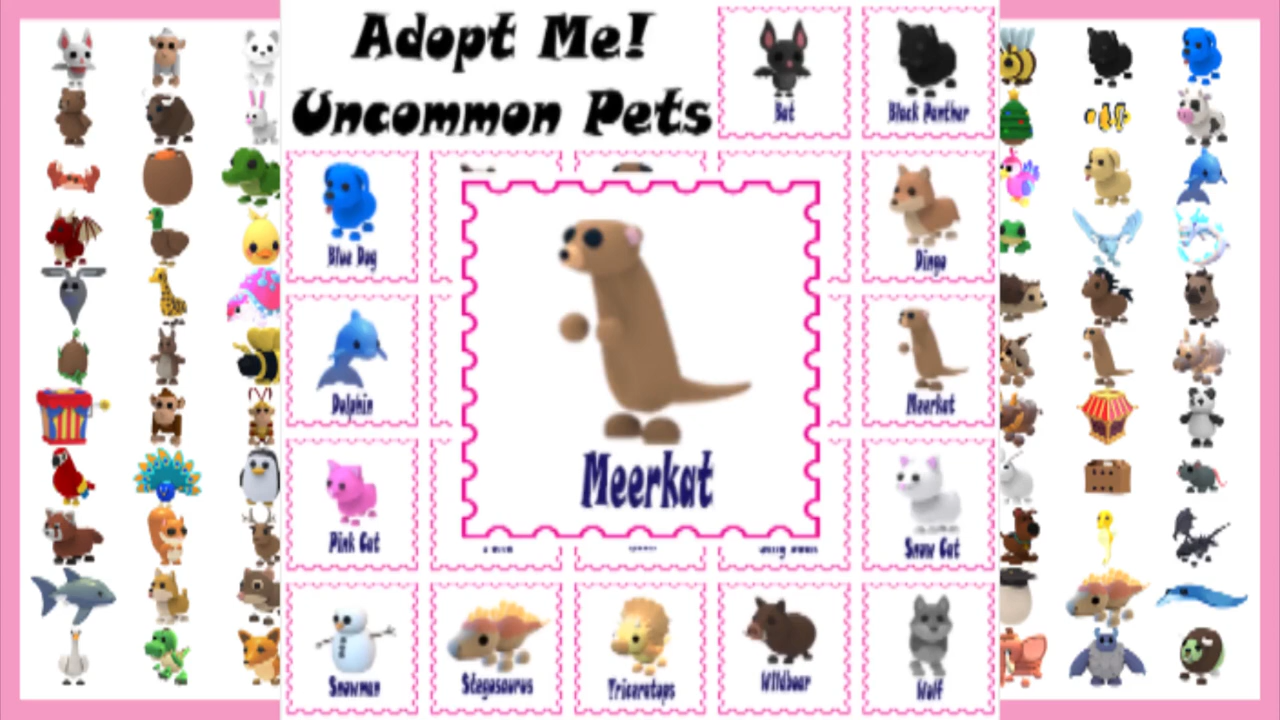 Adopt Me!
Uncommon Pets
Bat
Black Panther
Blue Dog
Dingo
Dolphin
Meerkat
Meerkat
Pink Cat
Snow Cat
Snowman
Stegosaurus
Triceratops
Wildboar
Wolf